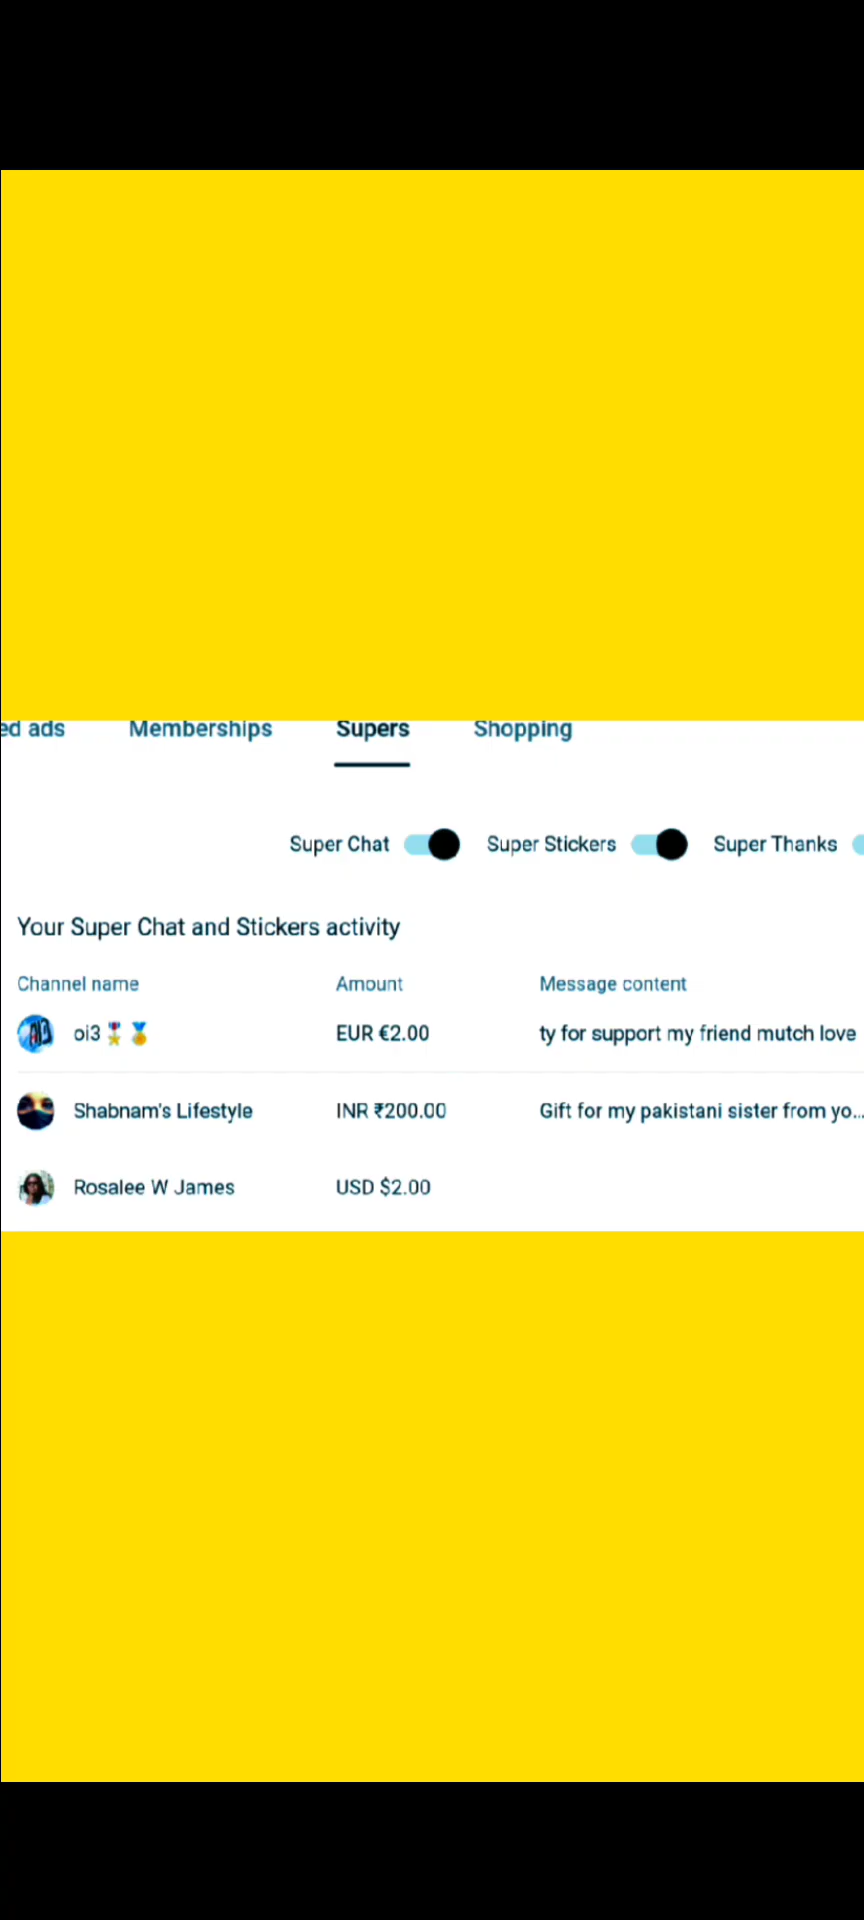 ed ads Memberships Supers Shopping
Super Chat Super Stickers Super Thanks
Your Super Chat and Stickers activity
Channel name Amount Message content
oi3🎖️🏅 EUR €2.00 ty for support my friend mutch love
Shabnam's Lifestyle INR ₹200.00 Gift for my pakistani sister from yo...
Rosalee W James USD $2.00